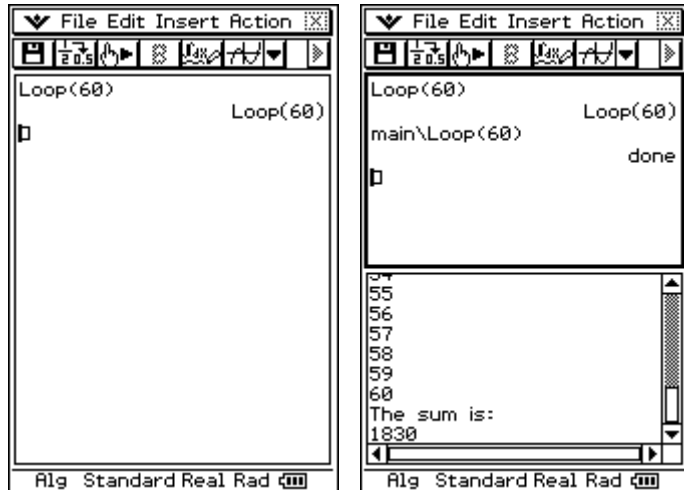 File Edit Insert Action
Loop(60)
Loop(60)
Alg Standard Real Rad
File Edit Insert Action
Loop(60)
Loop(60)
main\Loop(60)
done
55
56
57
58
59
60
The sum is:
1830
Alg Standard Real Rad